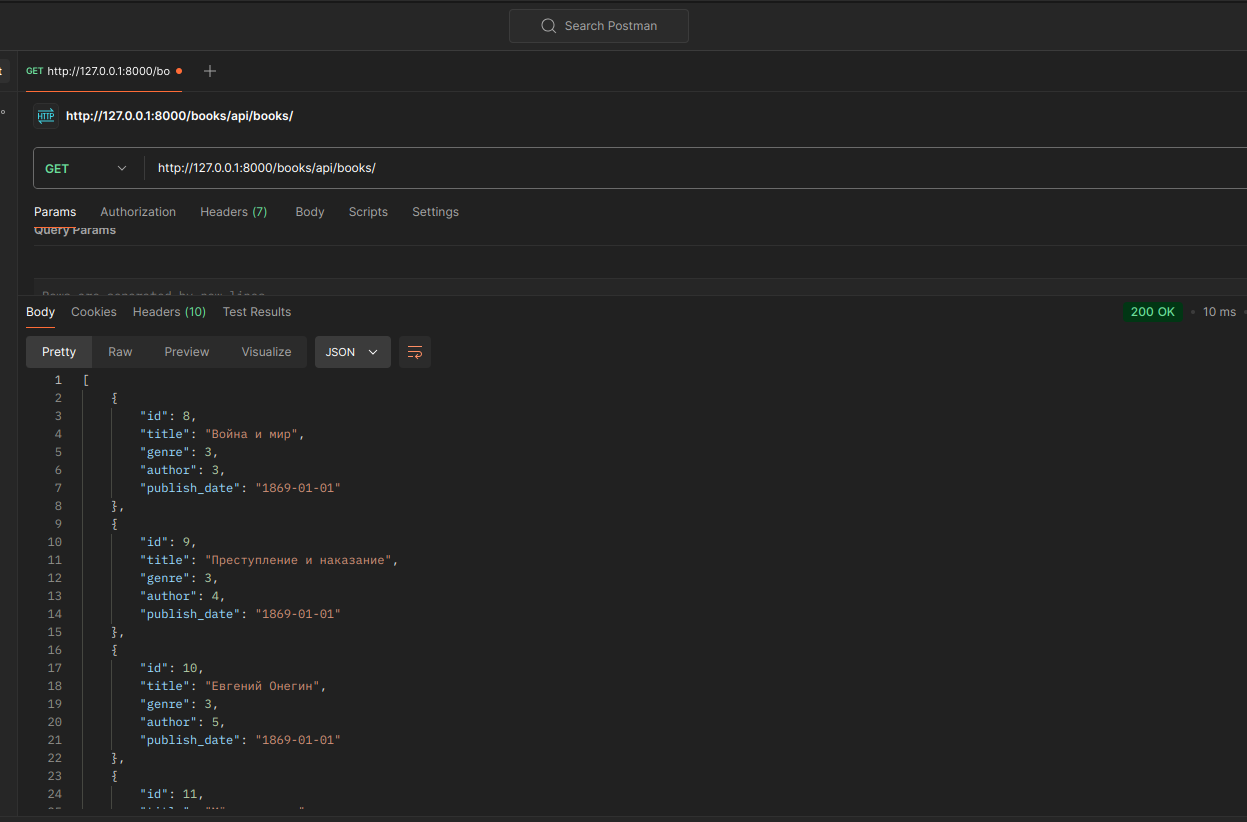 Search Postman
GET http://127.0.0.1:8000/bo
HTTP http://127.0.0.1:8000/books/api/books/
GET http://127.0.0.1:8000/books/api/books/
Params Authorization Headers (7) Body Scripts Settings
Query Params
Body Cookies Headers (10) Test Results 200 OK • 10 ms •
Pretty Raw Preview Visualize JSON
1 [
2 {
3 "id": 8,
4 "title": "Война и мир",
5 "genre": 3,
6 "author": 3,
7 "publish_date": "1869-01-01"
8 },
9 {
10 "id": 9,
11 "title": "Преступление и наказание",
12 "genre": 3,
13 "author": 4,
14 "publish_date": "1869-01-01"
15 },
16 {
17 "id": 10,
18 "title": "Евгений Онегин",
19 "genre": 3,
20 "author": 5,
21 "publish_date": "1869-01-01"
22 },
23 {
24 "id": 11,